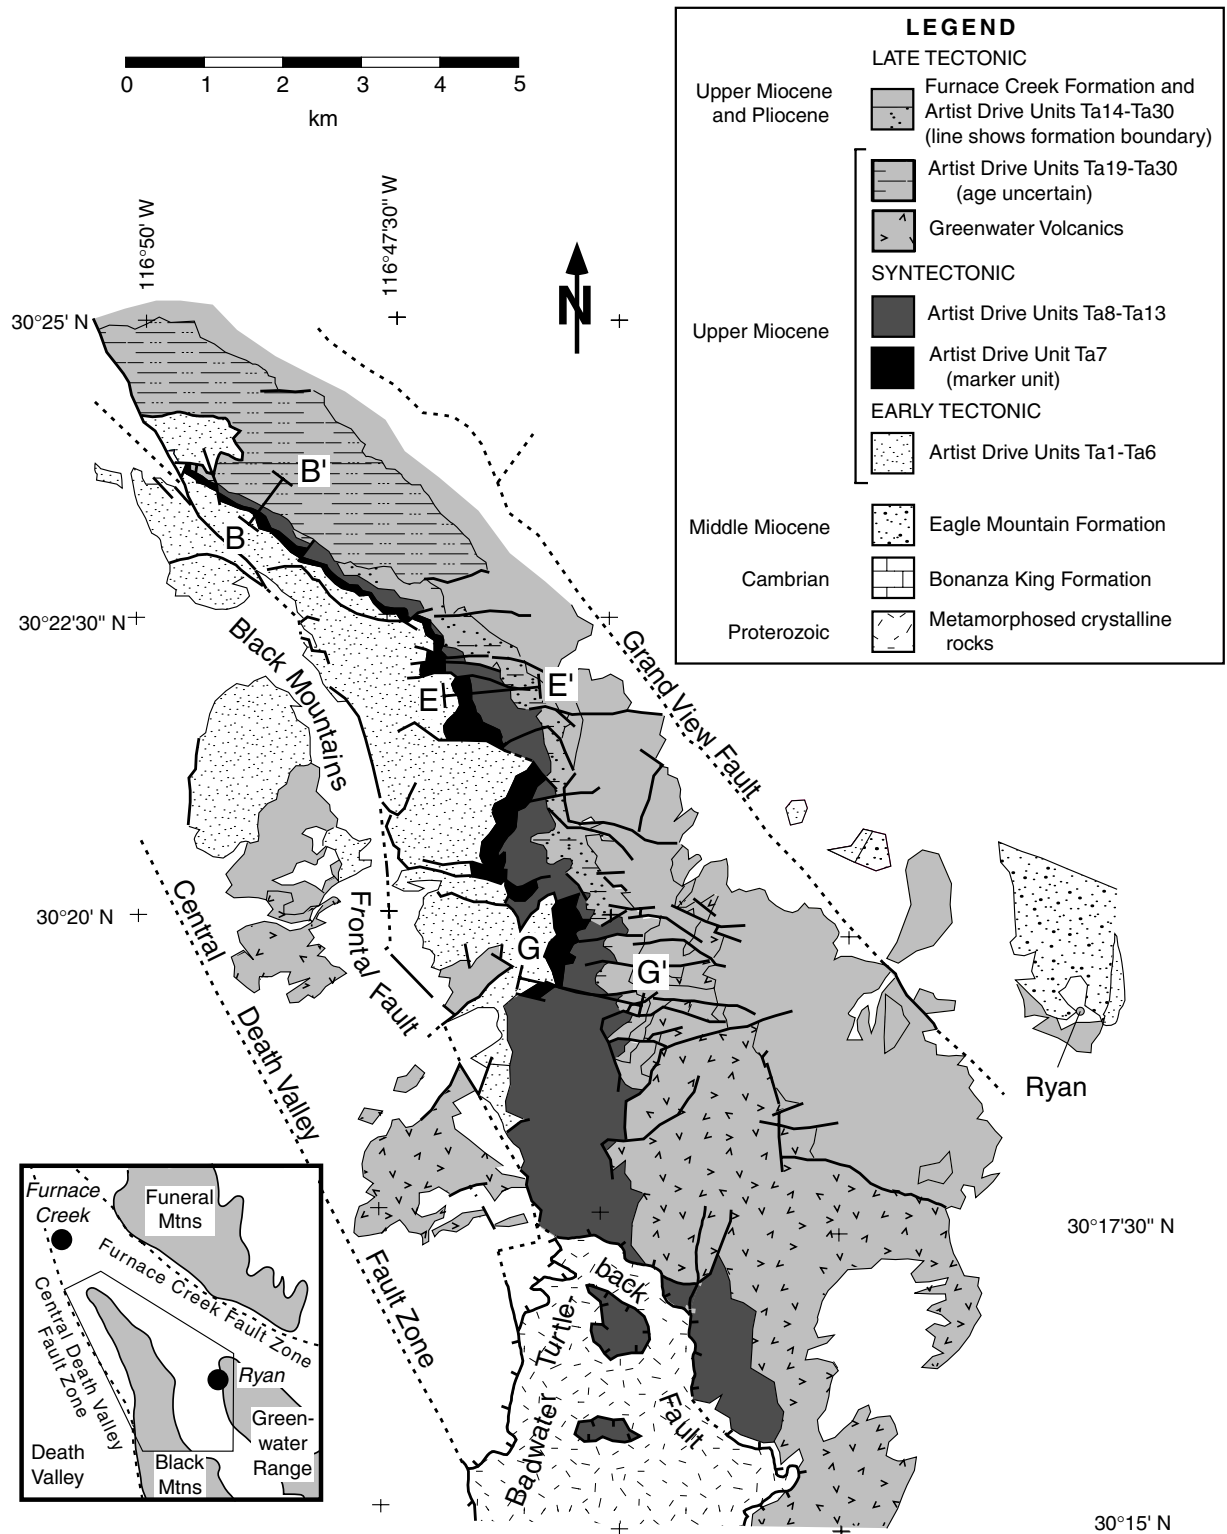 0 1 2 3 4 5
km
LEGEND
LATE TECTONIC
Upper Miocene
and Pliocene
Furnace Creek Formation and
Artist Drive Units Ta14-Ta30
(line shows formation boundary)
Artist Drive Units Ta19-Ta30
(age uncertain)
Greenwater Volcanics
SYNTECTONIC
Upper Miocene
Artist Drive Units Ta8-Ta13
Artist Drive Unit Ta7
(marker unit)
EARLY TECTONIC
Artist Drive Units Ta1-Ta6
Middle Miocene
Eagle Mountain Formation
Cambrian
Bonanza King Formation
Proterozoic
Metamorphosed crystalline
rocks
116°50' W
116°47'30" W
N
30°25' N
B'
B
30°22'30" N
Black Mountains
Frontal Fault
Grand View Fault
E
E'
30°20' N
Central
Death Valley
Fault Zone
G
G'
Ryan
30°17'30" N
Badwater
Turtle-
back
Fault
30°15' N
Furnace
Creek
Funeral
Mtns
Furnace Creek Fault Zone
Central Death Valley
Fault Zone
Ryan
Green-
water
Range
Death
Valley
Black
Mtns